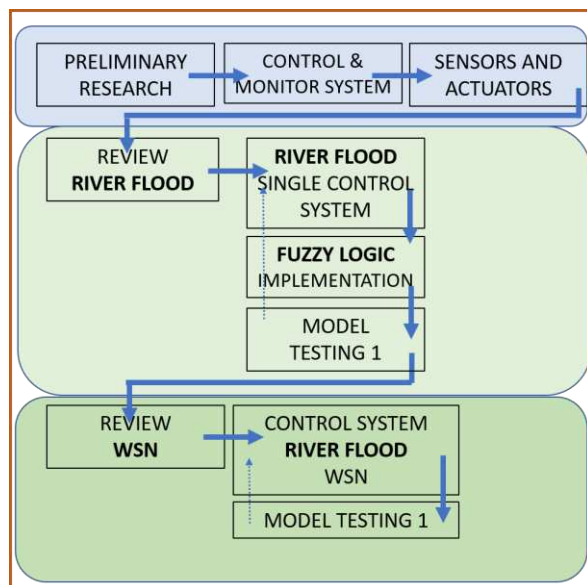 PRELIMINARY
RESEARCH
CONTROL &
MONITOR SYSTEM
SENSORS AND
ACTUATORS
REVIEW
RIVER FLOOD
RIVER FLOOD
SINGLE CONTROL
SYSTEM
FUZZY LOGIC
IMPLEMENTATION
MODEL
TESTING 1
REVIEW
WSN
CONTROL SYSTEM
RIVER FLOOD
WSN
MODEL TESTING 1